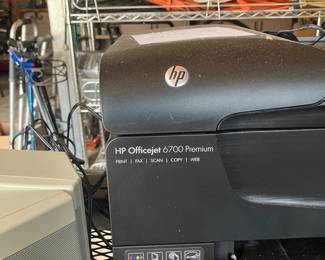 hp
HP Officejet 6700 Premium
PRINT | FAX | SCAN | COPY | WEB